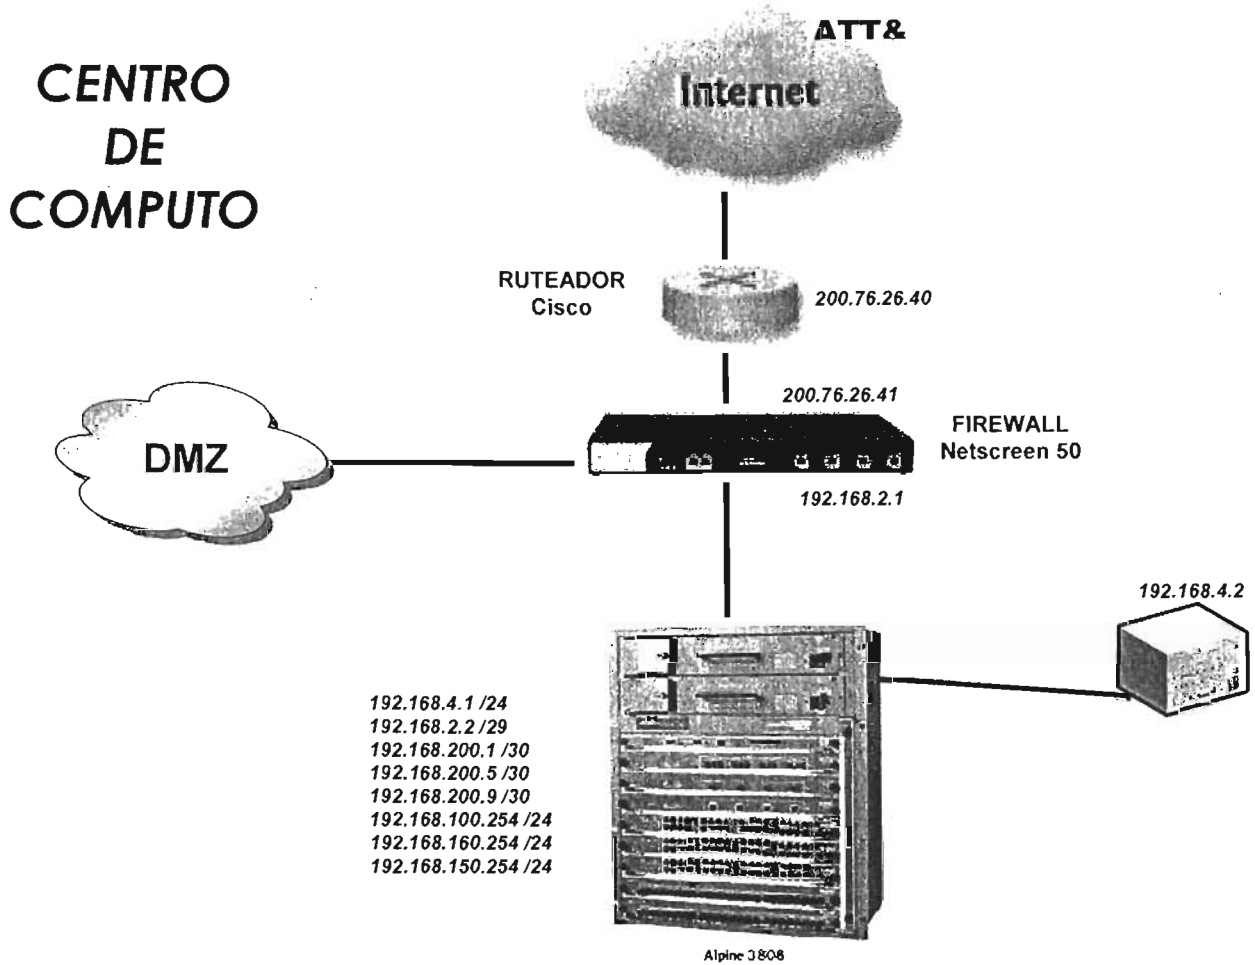 CENTRO
DE
COMPUTO
ATT&
Internet
RUTEADOR
Cisco
200.76.26.40
200.76.26.41
FIREWALL
Netscreen 50
DMZ
192.168.2.1
192.168.4.2
192.168.4.1 /24
192.168.2.2 /29
192.168.200.1 /30
192.168.200.5 /30
192.168.200.9 /30
192.168.100.254 /24
192.168.160.254 /24
192.168.150.254 /24
Alpine 3808